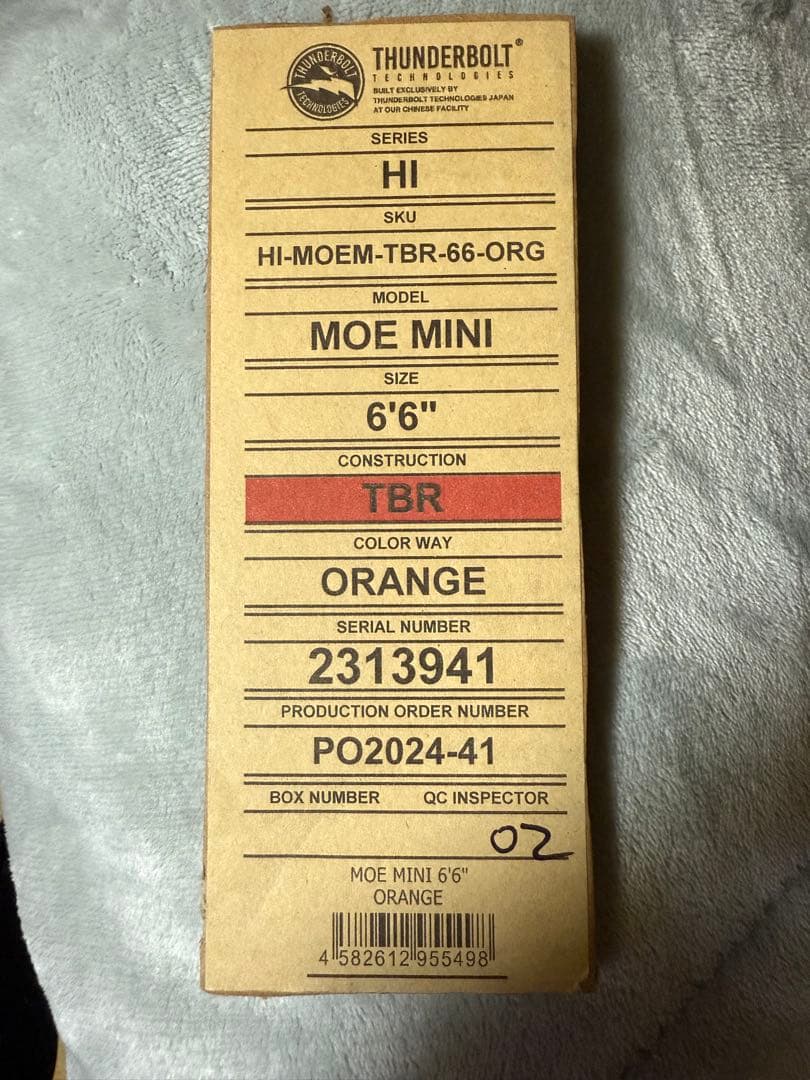 THUNDERBOLT
TECHNOLOGIES
THUNDERBOLT®
TECHNOLOGIES
BUILT EXCLUSIVELY BY
THUNDERBOLT TECHNOLOGIES JAPAN
AT OUR CHINESE FACILITY
SERIES
HI
SKU
HI-MOEM-TBR-66-ORG
MODEL
MOE MINI
SIZE
6'6"
CONSTRUCTION
TBR
COLOR WAY
ORANGE
SERIAL NUMBER
2313941
PRODUCTION ORDER NUMBER
PO2024-41
BOX NUMBER QC INSPECTOR
02
MOE MINI 6'6"
ORANGE
4 582612 955498